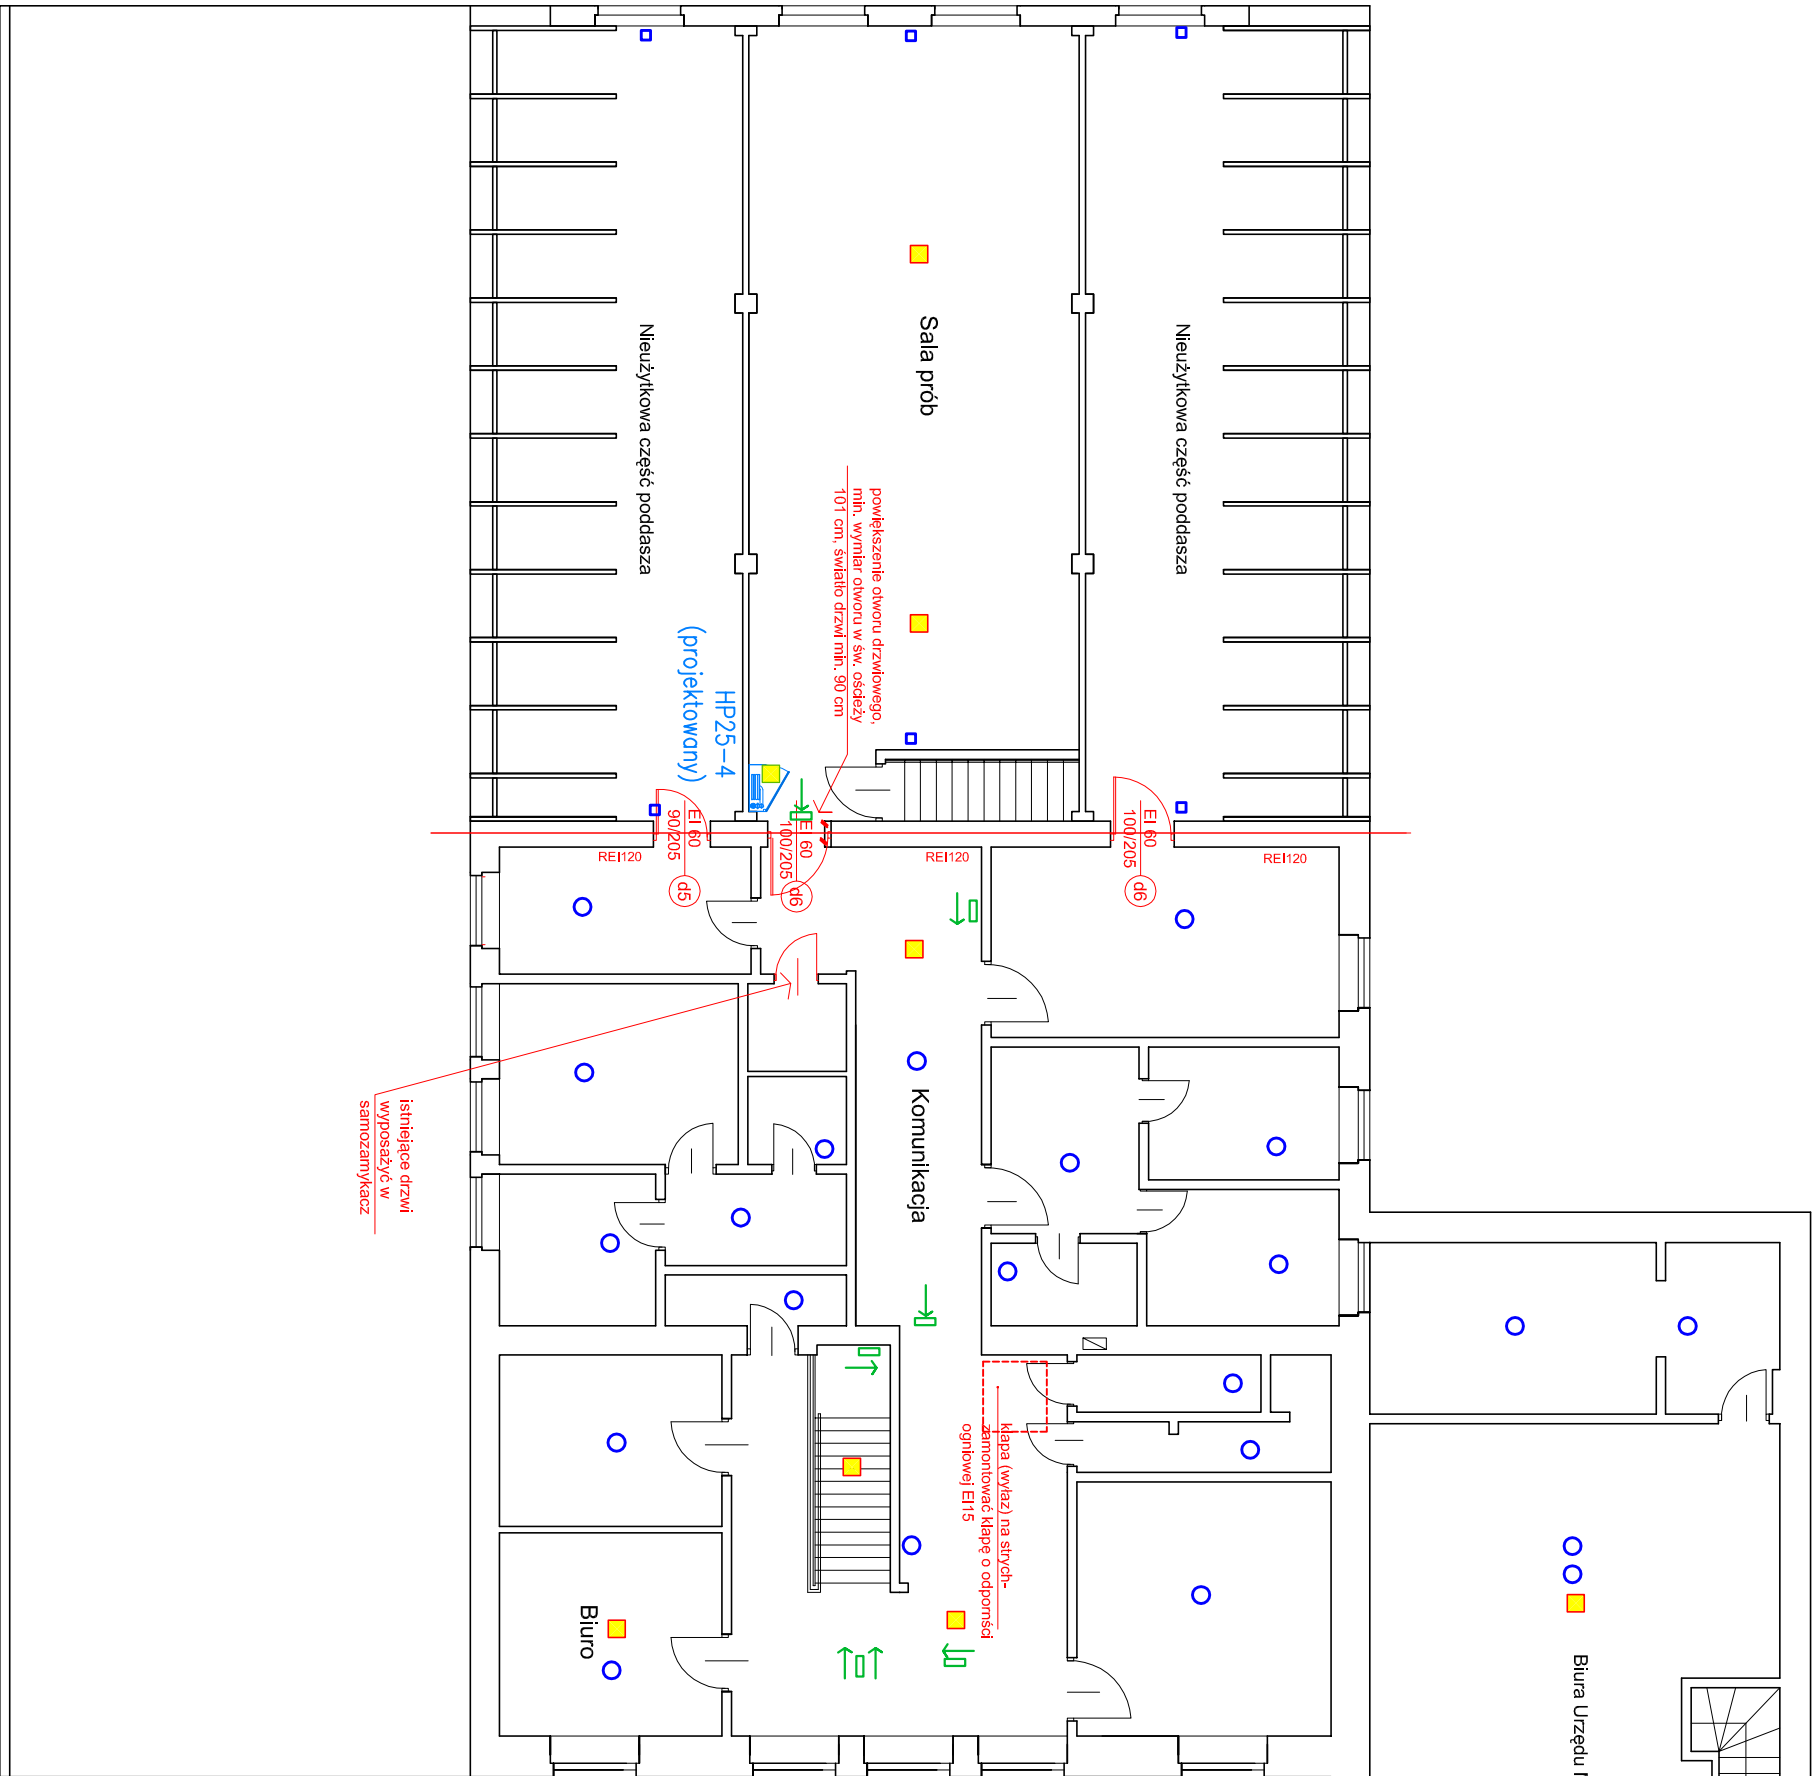 Nieużytkowa część poddasza
Sala prób
Nieużytkowa część poddasza
powiększenie otworu drzwiowego,
min. wymiar otworu w św. ościeży
101 cm, światło drzwi min. 90 cm
HP25-4
(projektowany)
EI 60
90/205
d5
EI 60
100/205
d6
EI 60
100/205
d6
REI120
REI120
REI120
Komunikacja
istniejące drzwi
wyposażyć w
samozamykacz
klapa (wyłaz) na strych-
zamontować klapę o odporności
ogniowej EI15
Biuro
Biura Urzędu